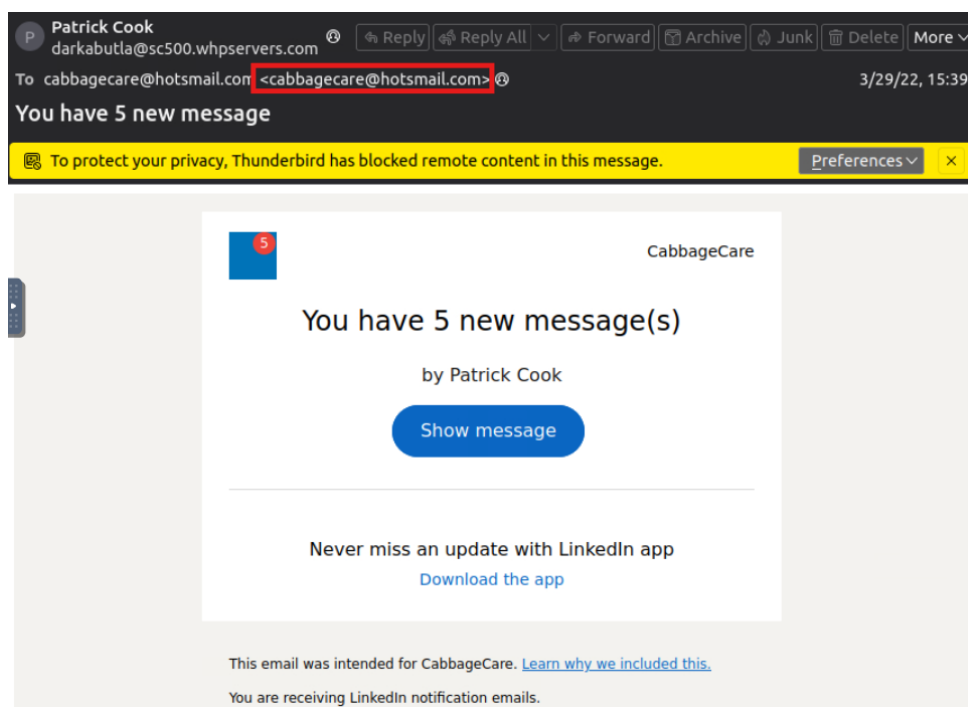 P Patrick Cook
darkabutla@sc500.whpservers.com Reply Reply All Forward Archive Junk Delete More
To cabbagecare@hotsmail.com <cabbagecare@hotsmail.com> 3/29/22, 15:39
You have 5 new message
To protect your privacy, Thunderbird has blocked remote content in this message. Preferences
5
CabbageCare
You have 5 new message(s)
by Patrick Cook
Show message
Never miss an update with LinkedIn app
Download the app
This email was intended for CabbageCare. Learn why we included this.
You are receiving LinkedIn notification emails.